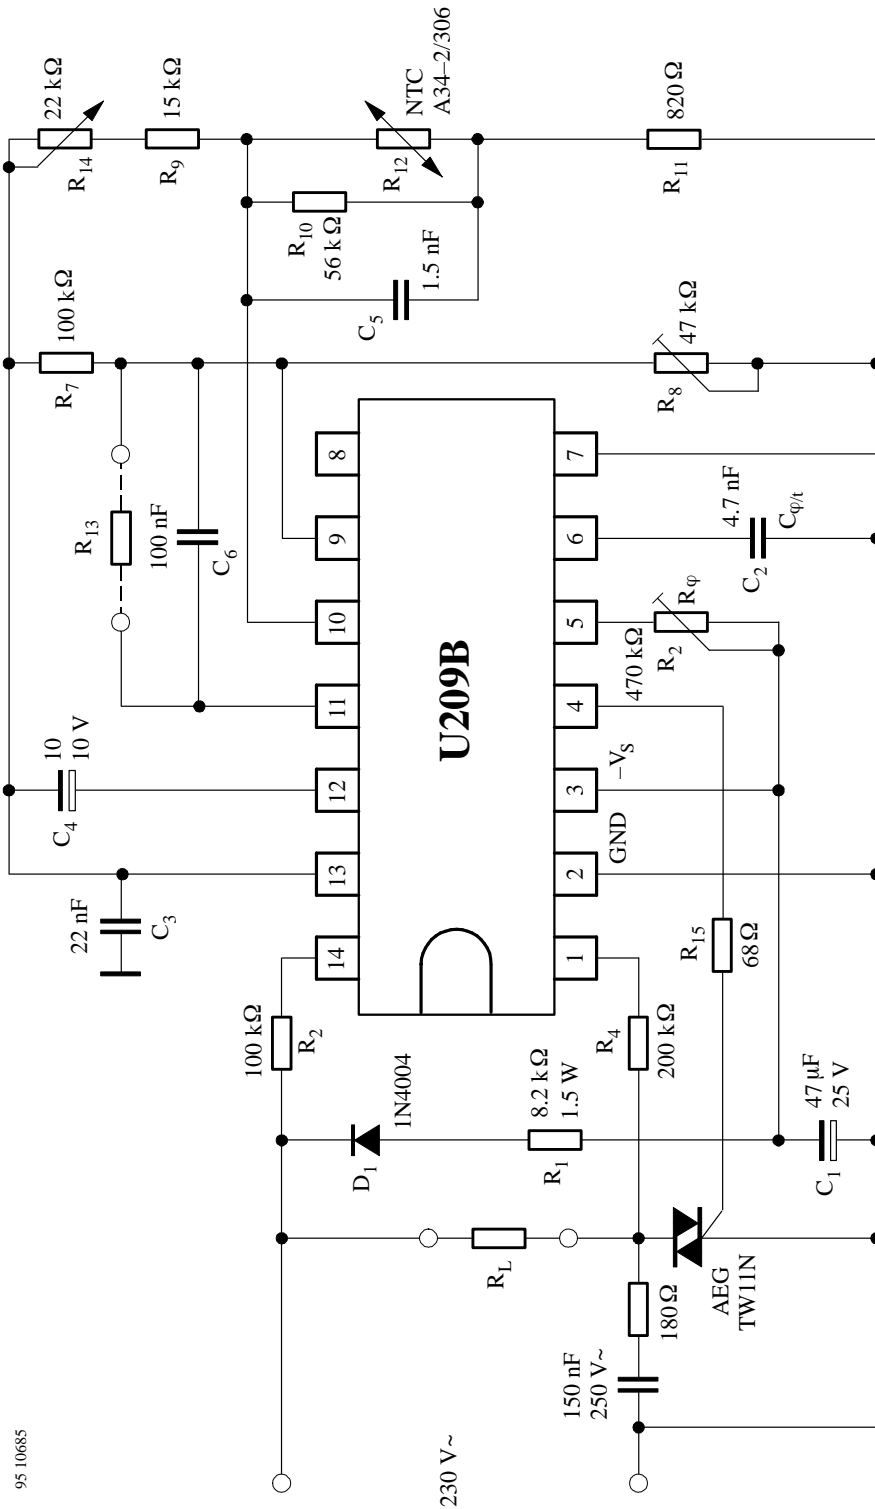 95 10685
230 V~
R14
22 kΩ
R9
15 kΩ
R12
NTC
A34–2/306
R11
820 Ω
R10
56 kΩ
C5
1.5 nF
R7
100 kΩ
R8
47 kΩ
R13
100 nF
C6
C4
10
10 V
22 nF
C3
100 kΩ
R2
D1
1N4004
R1
8.2 kΩ
1.5 W
RL
R4
200 kΩ
180 Ω
150 nF
250 V~
AEG
TW11N
C1
47 μF
25 V
R15
68 Ω
470 kΩ
R2
Rφ
C2
4.7 nF
Cφ/t
U209B
14
13
12
11
10
9
8
1
2
3
4
5
6
7
GND
–VS